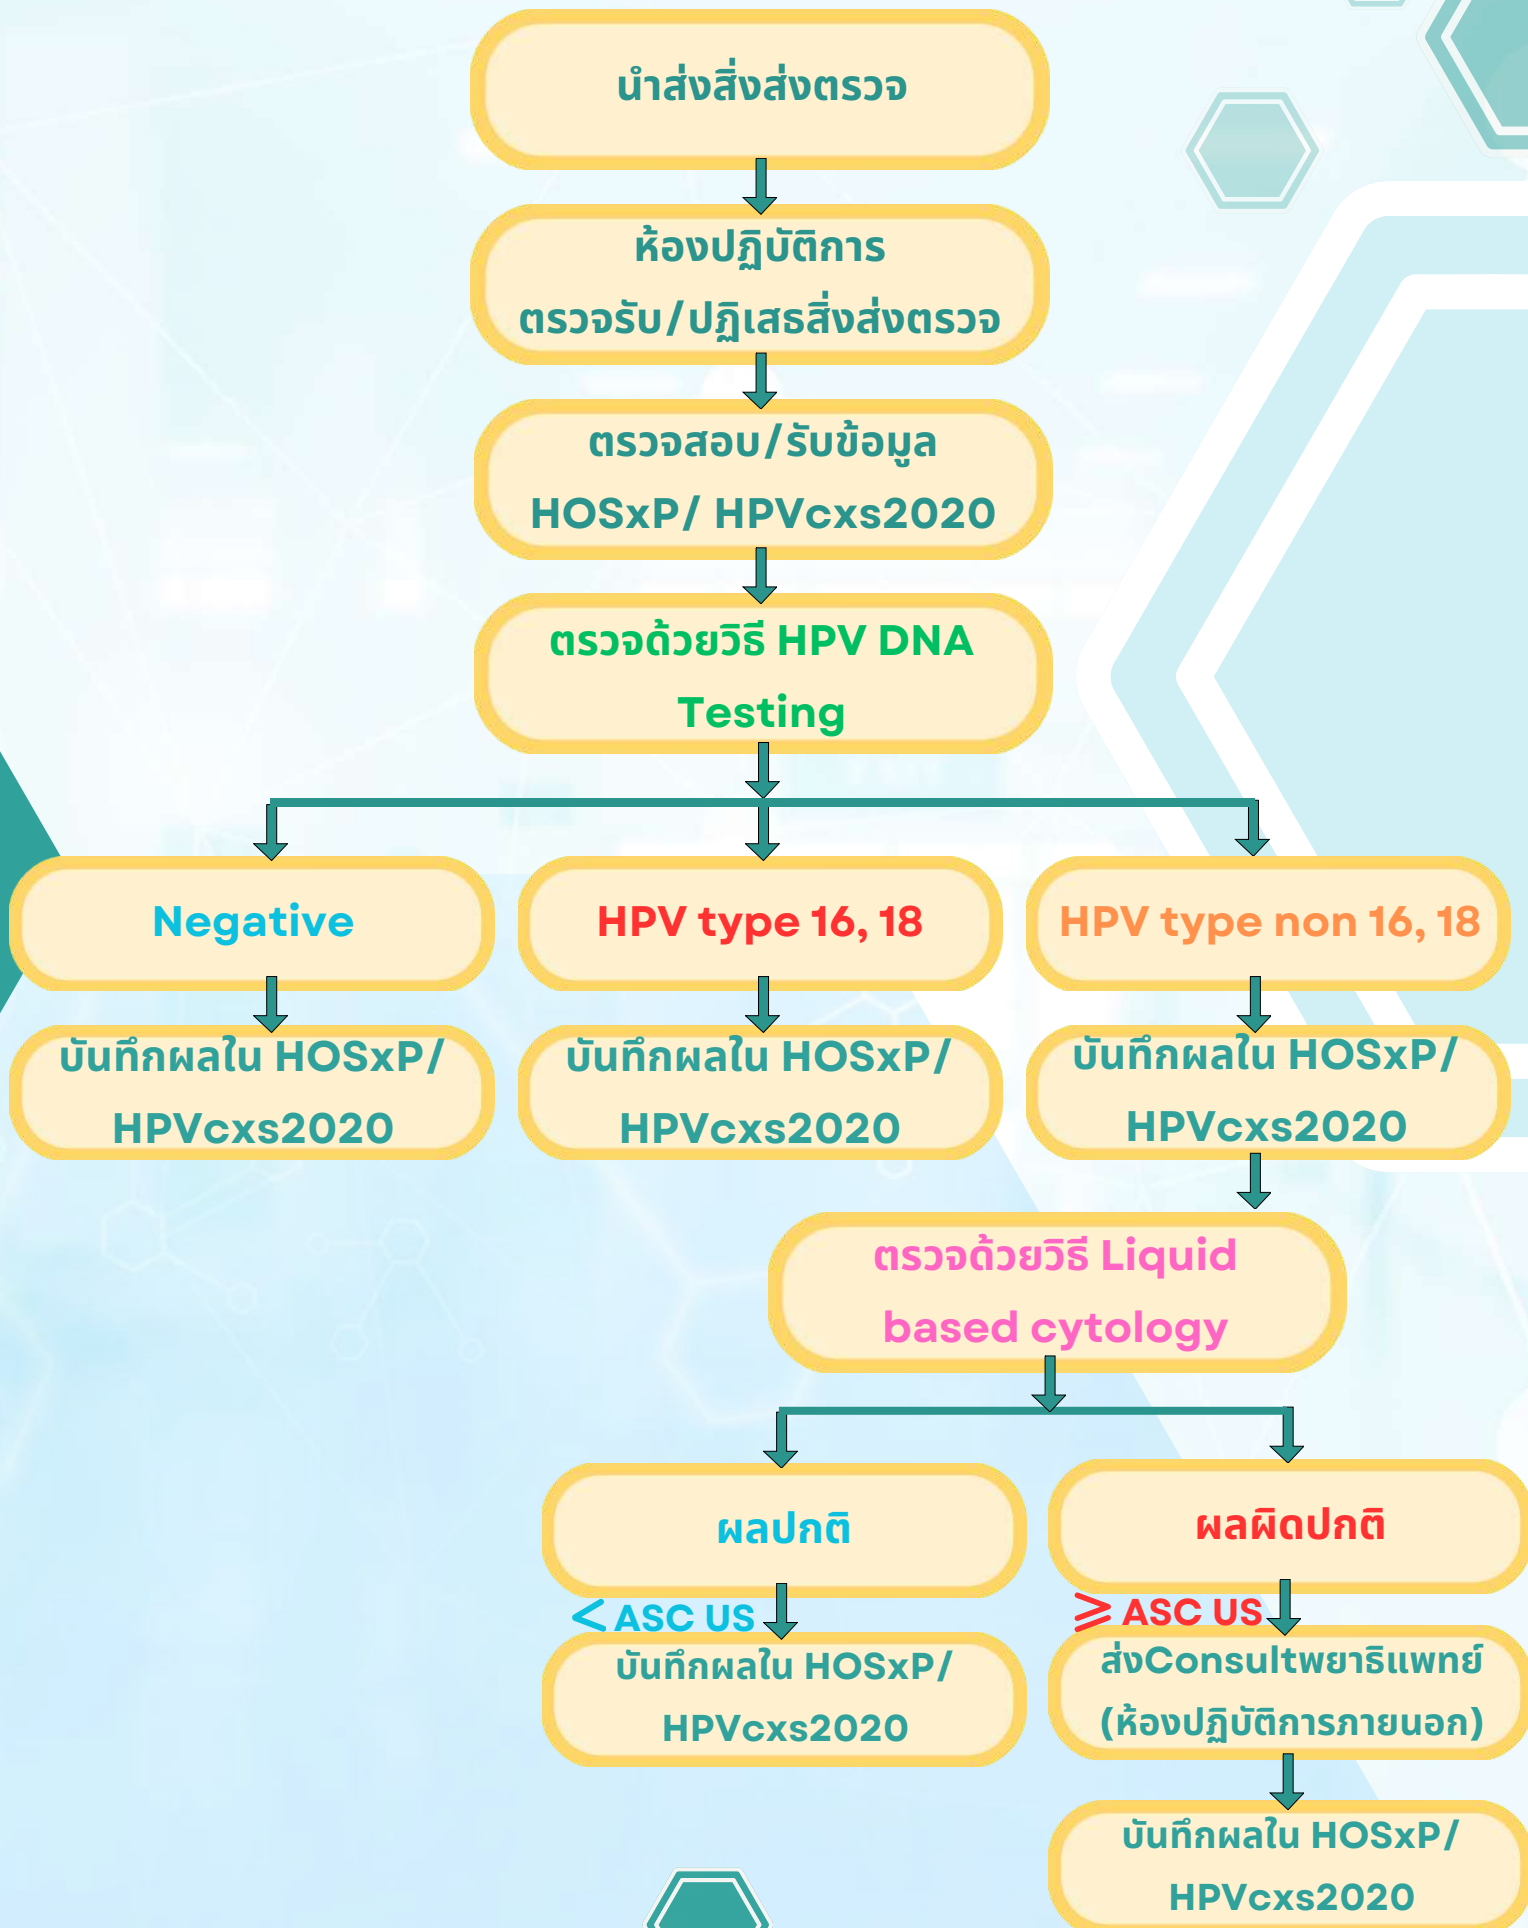 นำส่งสิ่งส่งตรวจ
ห้องปฏิบัติการ
ตรวจรับ/ปฏิเสธสิ่งส่งตรวจ
ตรวจสอบ/รับข้อมูล
HOSxP/ HPVcxs2020
ตรวจด้วยวิธี HPV DNA
Testing
Negative
HPV type 16, 18
HPV type non 16, 18
บันทึกผลใน HOSxP/
HPVcxs2020
บันทึกผลใน HOSxP/
HPVcxs2020
บันทึกผลใน HOSxP/
HPVcxs2020
ตรวจด้วยวิธี Liquid
based cytology
ผลปกติ
ผลผิดปกติ
< ASC US
⩾ ASC US
บันทึกผลใน HOSxP/
HPVcxs2020
ส่งConsultพยาธิแพทย์
(ห้องปฏิบัติการภายนอก)
บันทึกผลใน HOSxP/
HPVcxs2020